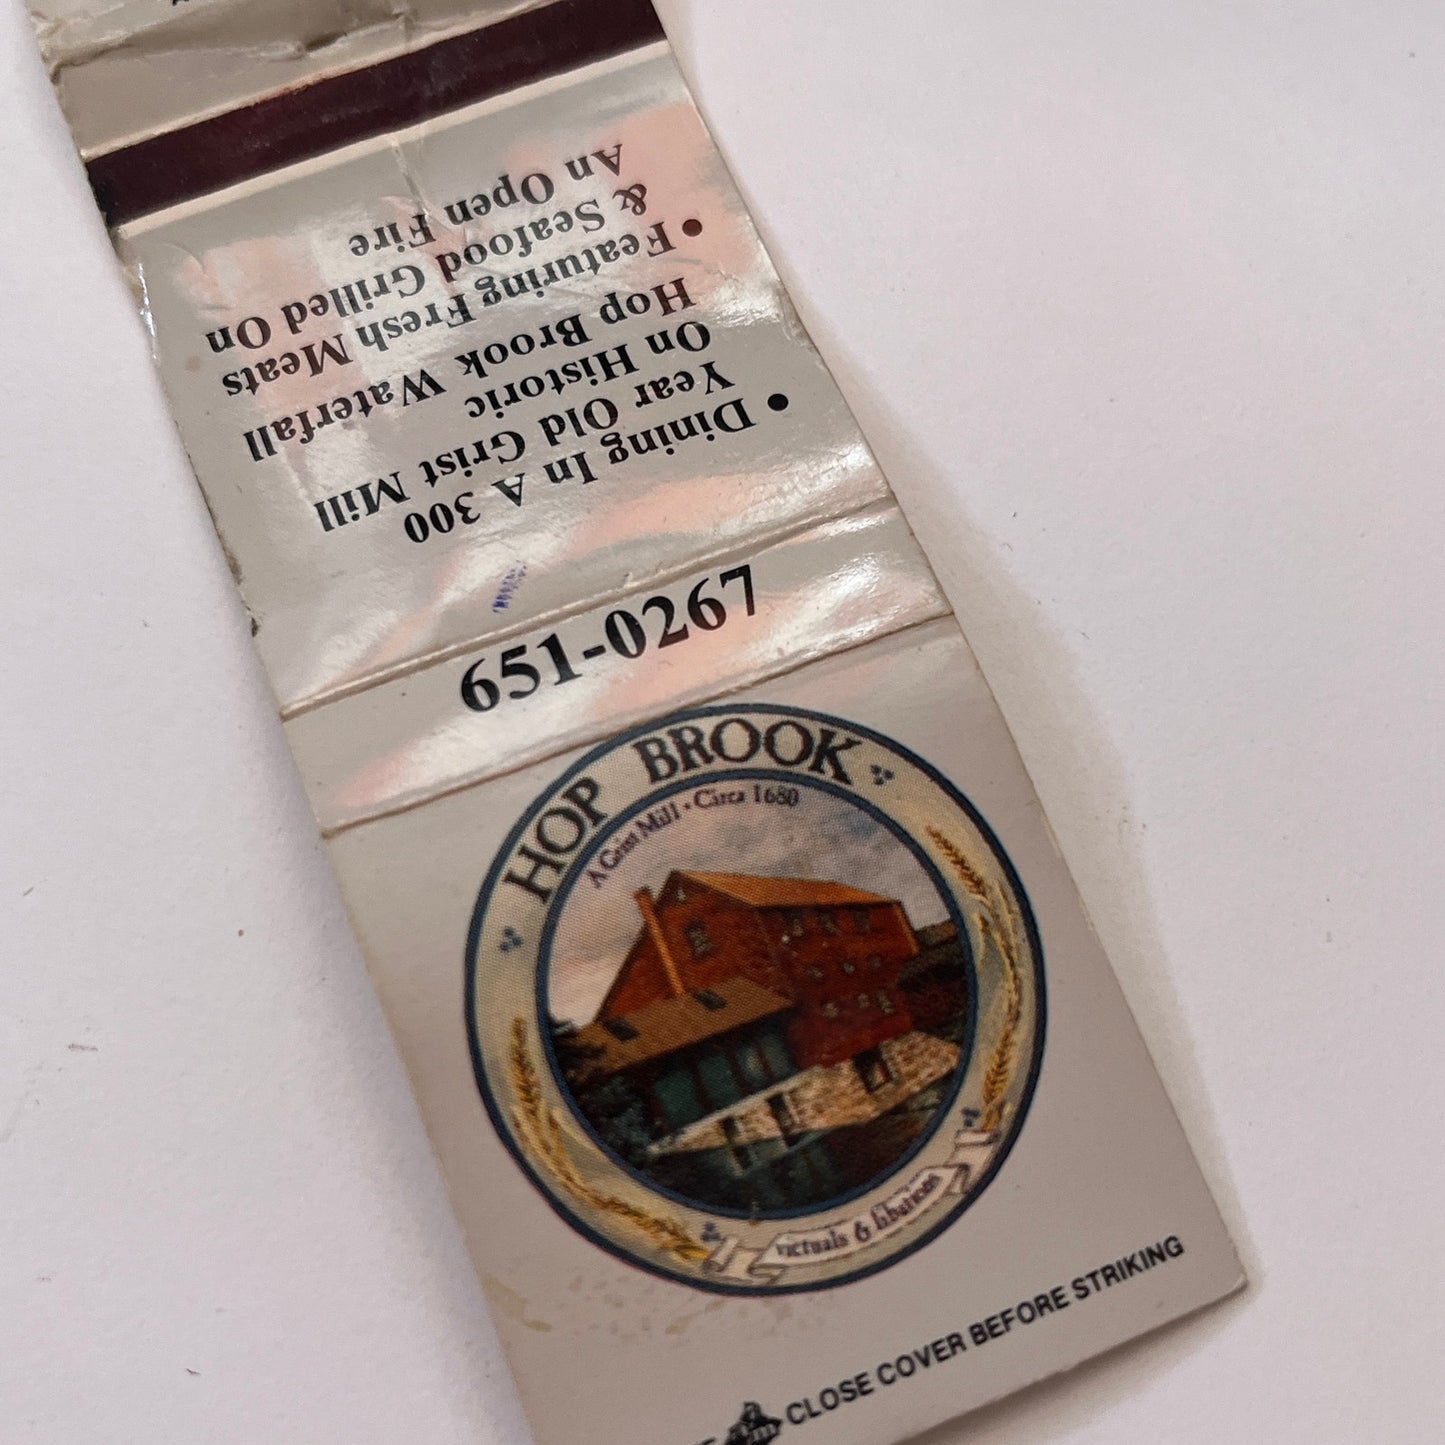 • Dining In A 300
Year Old Grist Mill
On Historic
Hop Brook Waterfall
• Featuring Fresh Meats
& Seafood Grilled On
An Open Fire
651-0267
HOP BROOK
A Grist Mill • Circa 1680
victuals & libations
CLOSE COVER BEFORE STRIKING